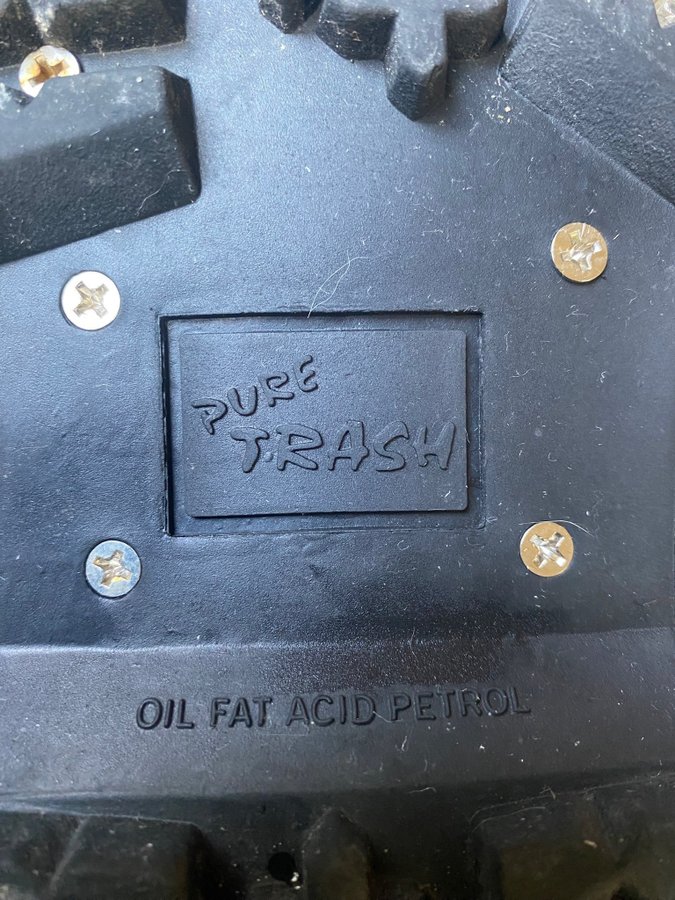 PURE
TRASH
OIL FAT ACID PETROL